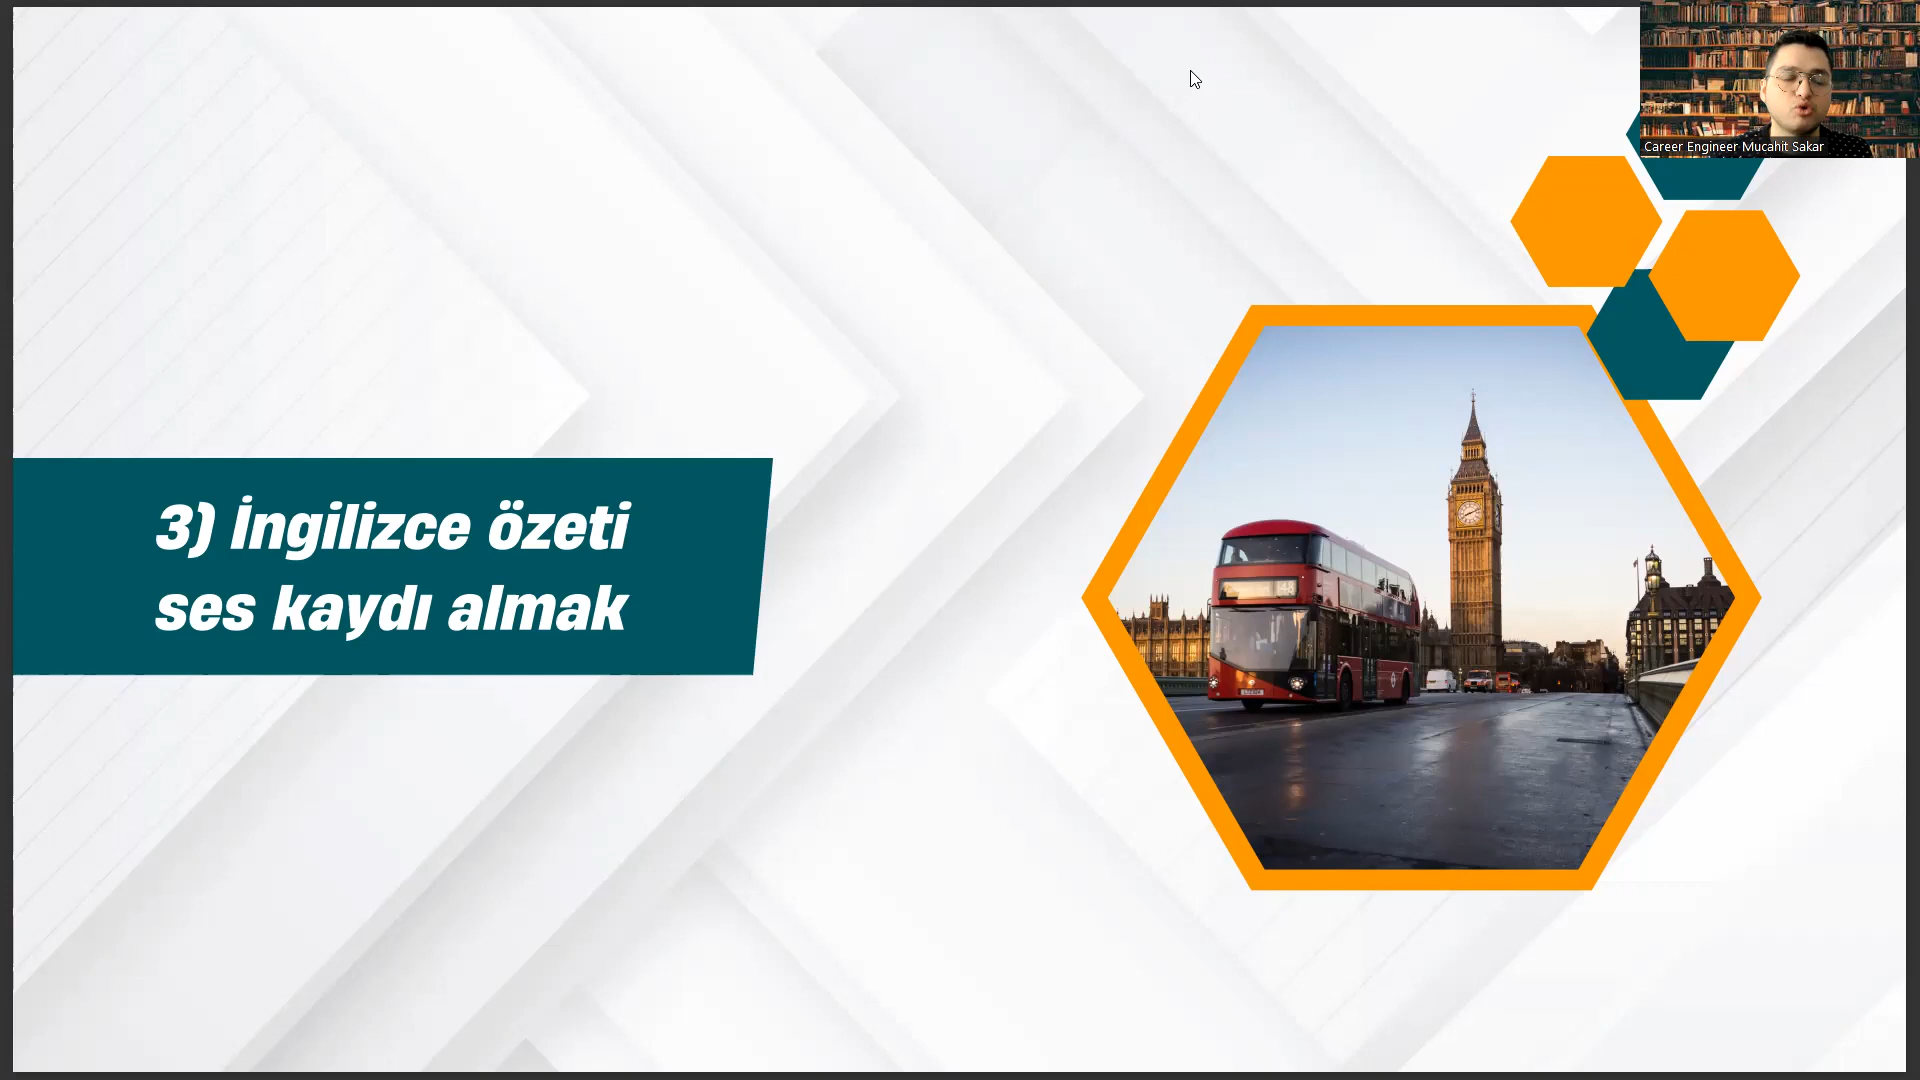 Career Engineer Mucahit Sakar
3) İngilizce özeti
ses kaydı almak